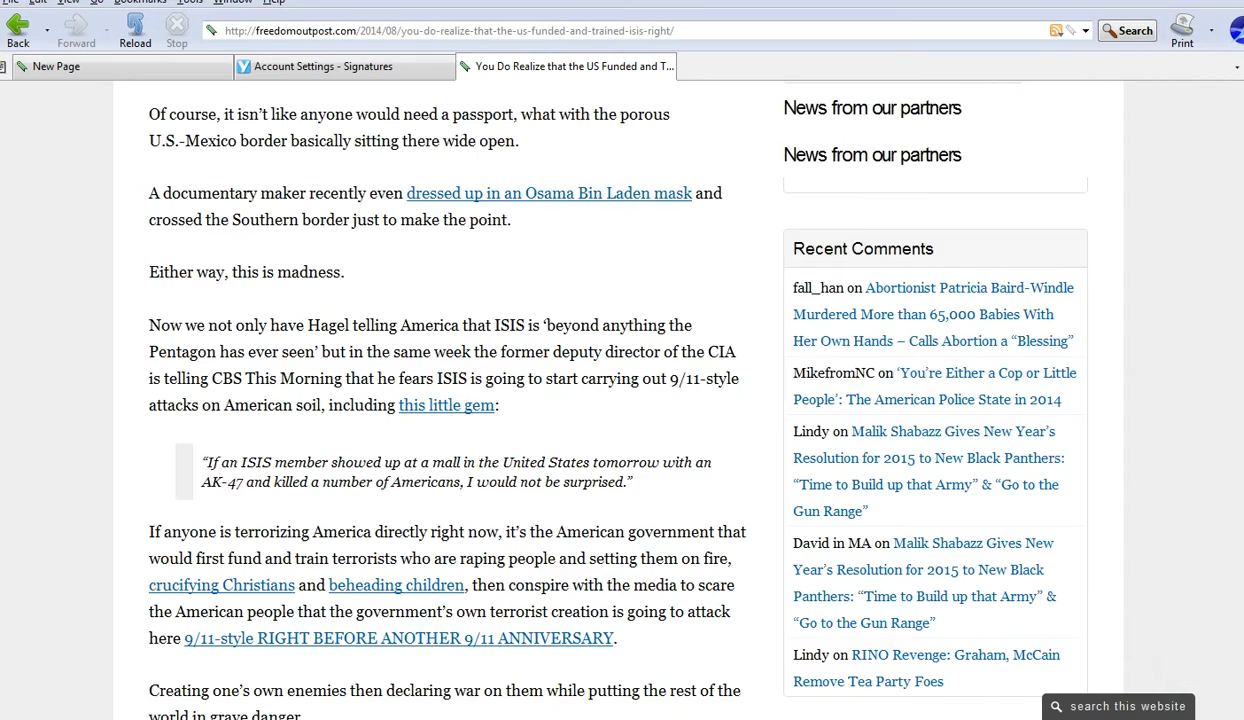 File Edit View Go Bookmarks Tools Window Help
Back Forward Reload Stop
http://freedomoutpost.com/2014/08/you-do-realize-that-the-us-funded-and-trained-isis-right/
Search
Print
New Page
Account Settings - Signatures
You Do Realize that the US Funded and T...
Of course, it isn’t like anyone would need a passport, what with the porous
U.S.-Mexico border basically sitting there wide open.
A documentary maker recently even dressed up in an Osama Bin Laden mask and
crossed the Southern border just to make the point.
Either way, this is madness.
Now we not only have Hagel telling America that ISIS is ‘beyond anything the
Pentagon has ever seen’ but in the same week the former deputy director of the CIA
is telling CBS This Morning that he fears ISIS is going to start carrying out 9/11-style
attacks on American soil, including this little gem:
“If an ISIS member showed up at a mall in the United States tomorrow with an
AK-47 and killed a number of Americans, I would not be surprised.”
If anyone is terrorizing America directly right now, it’s the American government that
would first fund and train terrorists who are raping people and setting them on fire,
crucifying Christians and beheading children, then conspire with the media to scare
the American people that the government’s own terrorist creation is going to attack
here 9/11-style RIGHT BEFORE ANOTHER 9/11 ANNIVERSARY.
Creating one’s own enemies then declaring war on them while putting the rest of the
world in grave danger
News from our partners
News from our partners
Recent Comments
fall_han on Abortionist Patricia Baird-Windle
Murdered More than 65,000 Babies With
Her Own Hands – Calls Abortion a “Blessing”
MikefromNC on ‘You’re Either a Cop or Little
People’: The American Police State in 2014
Lindy on Malik Shabazz Gives New Year’s
Resolution for 2015 to New Black Panthers:
“Time to Build up that Army” & “Go to the
Gun Range”
David in MA on Malik Shabazz Gives New
Year’s Resolution for 2015 to New Black
Panthers: “Time to Build up that Army” &
“Go to the Gun Range”
Lindy on RINO Revenge: Graham, McCain
Remove Tea Party Foes
search this website